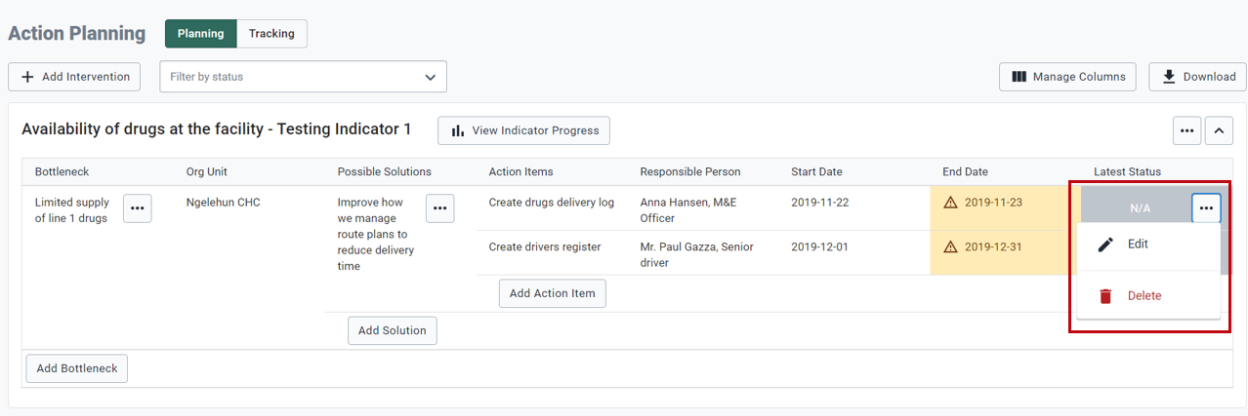 Action Planning
Planning
Tracking
Add Intervention
Filter by status
Manage Columns
Download
Availability of drugs at the facility - Testing Indicator 1
View Indicator Progress
Bottleneck
Org Unit
Possible Solutions
Action Items
Responsible Person
Start Date
End Date
Latest Status
Limited supply
of line 1 drugs
Ngelehun CHC
Improve how
we manage
route plans to
reduce delivery
time
Create drugs delivery log
Anna Hansen, M&E
Officer
2019-11-22
2019-11-23
N/A
Create drivers register
Mr. Paul Gazza, Senior
driver
2019-12-01
2019-12-31
Edit
Delete
Add Action Item
Add Solution
Add Bottleneck